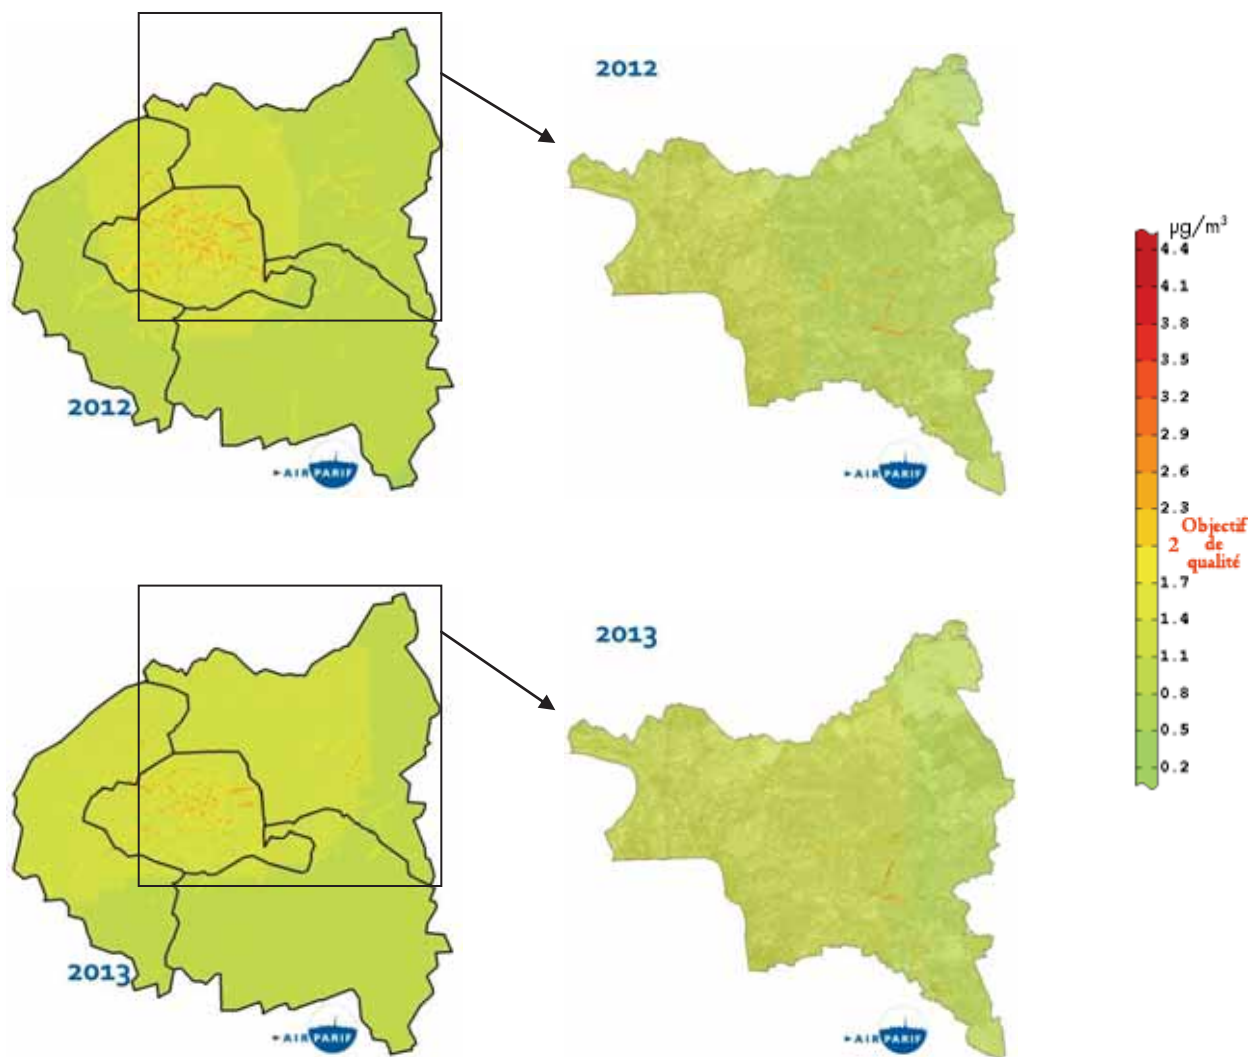 2012
2012
AIRPARIF
AIRPARIF
µg/m³
4.4
4.1
3.8
3.5
3.2
2.9
2.6
2.3
2
Objectif
de
qualité
1.7
1.4
1.1
0.8
0.5
0.2
2013
2013
AIRPARIF
AIRPARIF